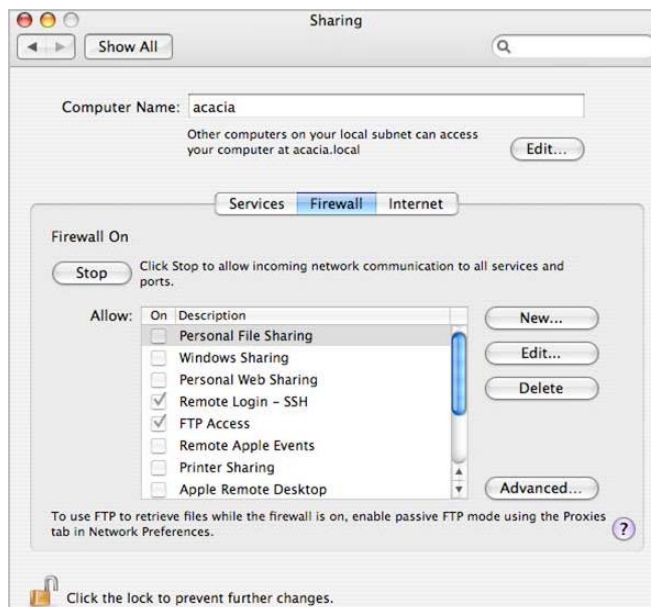 Sharing
Show All
Computer Name: acacia
Other computers on your local subnet can access
your computer at acacia.local
Edit...
Services Firewall Internet
Firewall On
Stop
Click Stop to allow incoming network communication to all services and
ports.
Allow:
On Description
Personal File Sharing
Windows Sharing
Personal Web Sharing
Remote Login – SSH
FTP Access
Remote Apple Events
Printer Sharing
Apple Remote Desktop
New...
Edit...
Delete
Advanced...
To use FTP to retrieve files while the firewall is on, enable passive FTP mode using the Proxies
tab in Network Preferences.
?
Click the lock to prevent further changes.